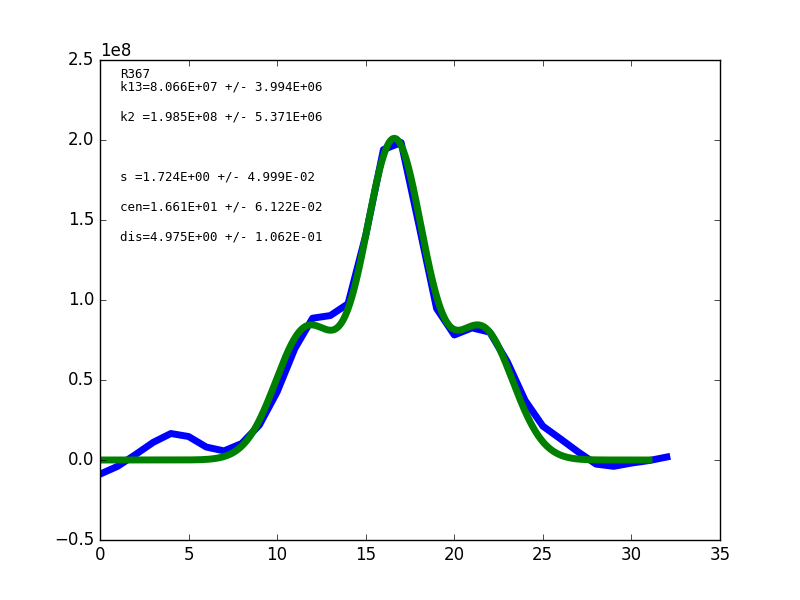 1e8
2.5
R367
k13=8.066E+07 +/- 3.994E+06
k2 =1.985E+08 +/- 5.371E+06
2.0
s =1.724E+00 +/- 4.999E-02
1.5
cen=1.661E+01 +/- 6.122E-02
dis=4.975E+00 +/- 1.062E-01
1.0
0.5
0.0
−0.5
0 5 10 15 20 25 30 35